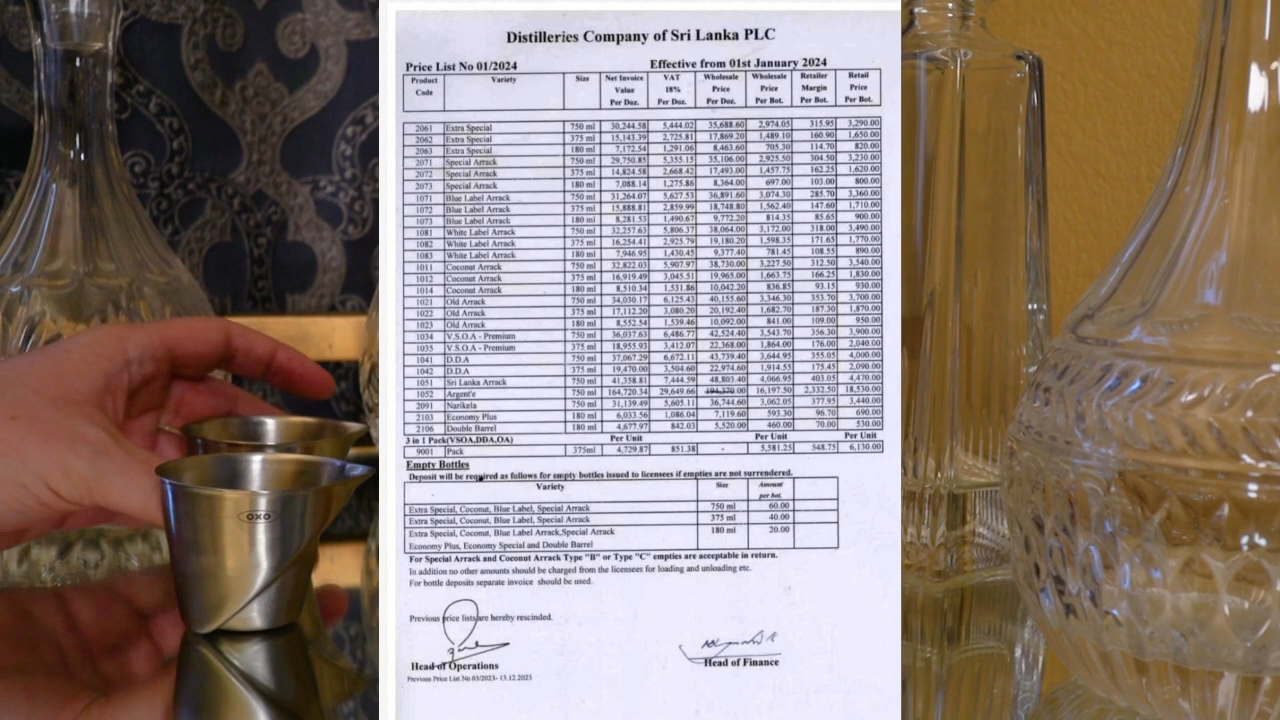 Distilleries Company of Sri Lanka PLC
Price List No 01/2024 Effective from 01st January 2024
Product Code Variety Size Net Invoice Value Per Doz. VAT 18% Per Doz. Wholesale Price Per Doz. Wholesale Price Per Bot. Retailer Margin Per Bot. Retail Price Per Bot.
2061 Extra Special 750 ml 30,244.58 5,444.02 35,688.60 2,974.05 315.95 3,290.00
2062 Extra Special 375 ml 15,143.39 2,725.81 17,869.20 1,489.10 160.90 1,650.00
2063 Extra Special 180 ml 7,172.54 1,291.06 8,463.60 705.30 114.70 820.00
2071 Special Arrack 750 ml 29,750.85 5,355.15 35,106.00 2,925.50 304.50 3,230.00
2072 Special Arrack 375 ml 14,824.58 2,668.42 17,493.00 1,457.75 162.25 1,620.00
2073 Special Arrack 180 ml 7,088.14 1,275.86 8,364.00 697.00 103.00 800.00
1071 Blue Label Arrack 750 ml 31,264.07 5,627.53 36,891.60 3,074.30 285.70 3,360.00
1072 Blue Label Arrack 375 ml 15,888.81 2,859.99 18,748.80 1,562.40 147.60 1,710.00
1073 Blue Label Arrack 180 ml 8,281.53 1,490.67 9,772.20 814.35 85.65 900.00
1081 White Label Arrack 750 ml 32,257.63 5,806.37 38,064.00 3,172.00 318.00 3,490.00
1082 White Label Arrack 375 ml 16,254.41 2,925.79 19,180.20 1,598.35 171.65 1,770.00
1083 White Label Arrack 180 ml 7,946.95 1,430.45 9,377.40 781.45 108.55 890.00
1011 Coconut Arrack 750 ml 32,822.03 5,907.97 38,730.00 3,227.50 312.50 3,540.00
1012 Coconut Arrack 375 ml 16,919.49 3,045.51 19,965.00 1,663.75 166.25 1,830.00
1014 Coconut Arrack 180 ml 8,510.34 1,531.86 10,042.20 836.85 93.15 930.00
1021 Old Arrack 750 ml 34,030.17 6,125.43 40,155.60 3,346.30 353.70 3,700.00
1022 Old Arrack 375 ml 17,112.20 3,080.20 20,192.40 1,682.70 187.30 1,870.00
1023 Old Arrack 180 ml 8,552.54 1,539.46 10,092.00 841.00 109.00 950.00
1034 V.S.O.A - Premium 750 ml 36,037.63 6,486.77 42,524.40 3,543.70 356.30 3,900.00
1035 V.S.O.A - Premium 375 ml 18,955.93 3,412.07 22,368.00 1,864.00 176.00 2,040.00
1041 D.D.A 750 ml 37,067.29 6,672.11 43,739.40 3,644.95 355.05 4,000.00
1042 D.D.A 375 ml 19,470.00 3,504.60 22,974.60 1,914.55 175.45 2,090.00
1051 Sri Lanka Arrack 750 ml 41,358.81 7,444.59 48,803.40 4,066.95 403.05 4,470.00
1052 Argent'e 750 ml 164,720.34 29,649.66 194,370.00 16,197.50 2,332.50 18,530.00
2091 Narikela 750 ml 31,139.49 5,605.11 36,744.60 3,062.05 377.95 3,440.00
2103 Economy Plus 180 ml 6,033.56 1,086.04 7,119.60 593.30 96.70 690.00
2106 Double Barrel 180 ml 4,677.97 842.03 5,520.00 460.00 70.00 530.00
3 in 1 Pack(VSOA,DDA,OA) Per Unit Per Unit Per Unit
9001 Pack 375ml 4,729.87 851.38 - 5,581.25 548.75 6,130.00
Empty Bottles
Deposit will be required as follows for empty bottles issued to licensees if empties are not surrendered.
Variety Size Amount per bot.
Extra Special, Coconut, Blue Label, Special Arrack 750 ml 60.00
Extra Special, Coconut, Blue Label, Special Arrack 375 ml 40.00
Extra Special, Coconut, Blue Label Arrack,Special Arrack 180 ml 20.00
Economy Plus, Economy Special and Double Barrel
For Special Arrack and Coconut Arrack Type "B" or Type "C" empties are acceptable in return.
In addition no other amounts should be charged from the licensees for loading and unloading etc.
For bottle deposits separate invoice should be used.
Previous price lists are hereby rescinded.
Head of Operations Head of Finance
Previous Price List No 03/2023- 13.12.2023
OXO